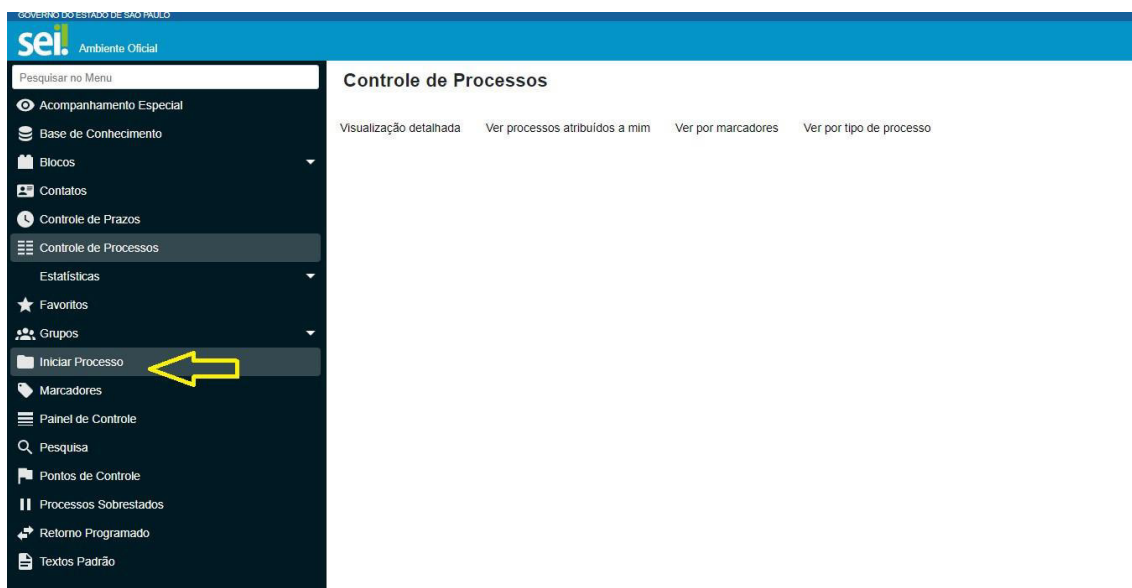 GOVERNO DO ESTADO DE SÃO PAULO
sei! Ambiente Oficial
Pesquisar no Menu
Acompanhamento Especial
Base de Conhecimento
Blocos
Contatos
Controle de Prazos
Controle de Processos
Estatísticas
Favoritos
Grupos
Iniciar Processo
Marcadores
Painel de Controle
Pesquisa
Pontos de Controle
Processos Sobrestados
Retorno Programado
Textos Padrão
Controle de Processos
Visualização detalhada Ver processos atribuídos a mim Ver por marcadores Ver por tipo de processo